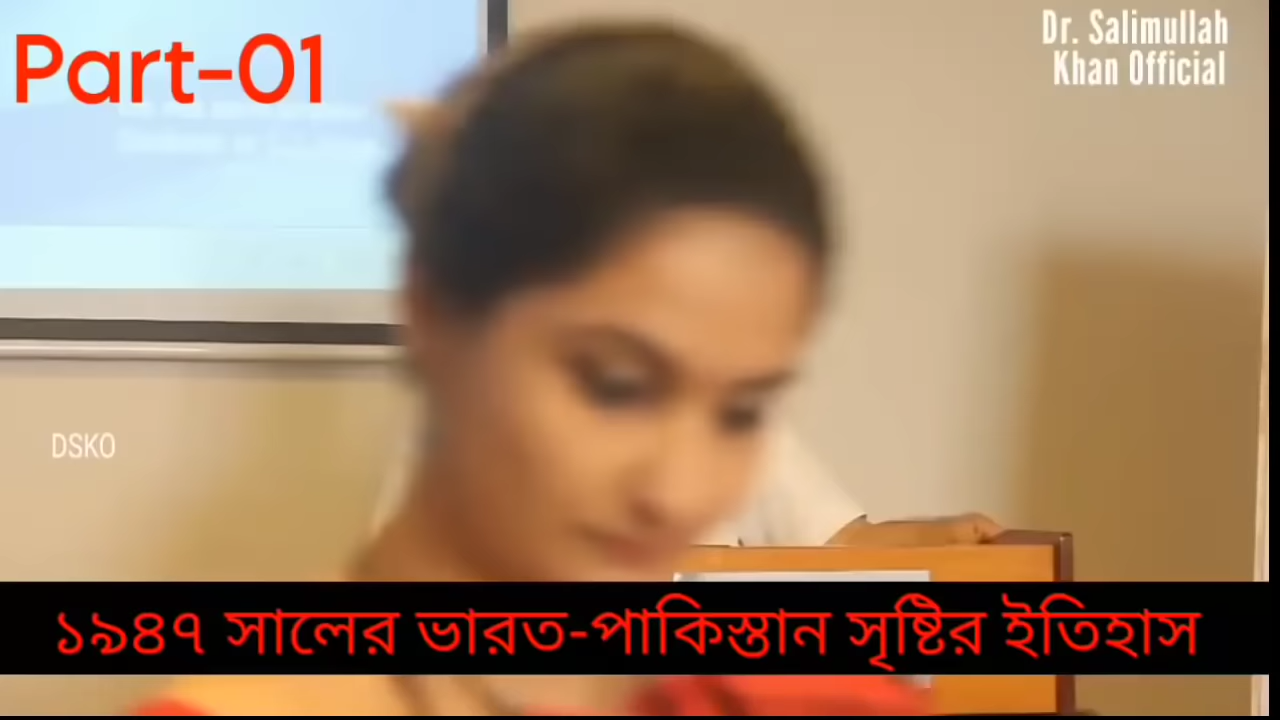 Part-01
Dr. Salimullah
Khan Official
DSKO
১৯৪৭ সালের ভারত-পাকিস্তান সৃষ্টির ইতিহাস